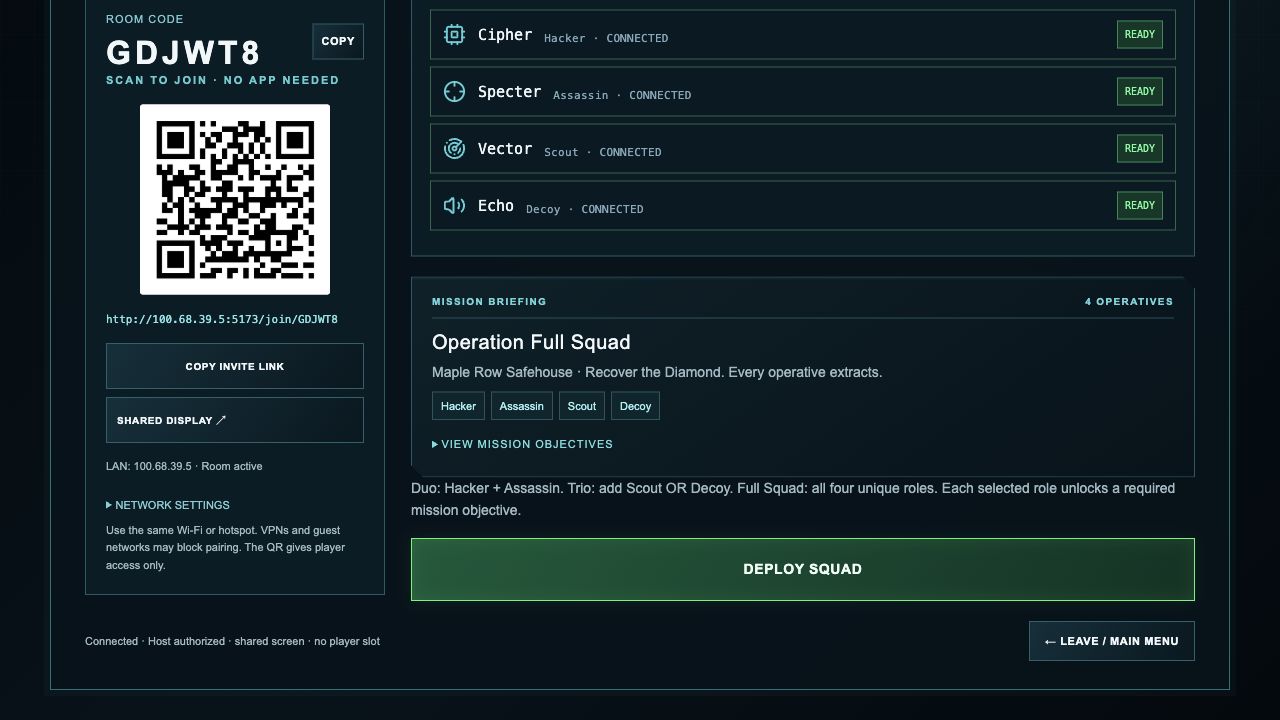 ROOM CODE
GDJWT8
COPY
SCAN TO JOIN · NO APP NEEDED
http://100.68.39.5:5173/join/GDJWT8
COPY INVITE LINK
SHARED DISPLAY ↗
LAN: 100.68.39.5 · Room active
▶ NETWORK SETTINGS
Use the same Wi-Fi or hotspot. VPNs and guest
networks may block pairing. The QR gives player
access only.
Cipher Hacker · CONNECTED READY
Specter Assassin · CONNECTED READY
Vector Scout · CONNECTED READY
Echo Decoy · CONNECTED READY
MISSION BRIEFING 4 OPERATIVES
Operation Full Squad
Maple Row Safehouse · Recover the Diamond. Every operative extracts.
Hacker Assassin Scout Decoy
▶ VIEW MISSION OBJECTIVES
Duo: Hacker + Assassin. Trio: add Scout OR Decoy. Full Squad: all four unique roles. Each selected role unlocks a required
mission objective.
DEPLOY SQUAD
Connected · Host authorized · shared screen · no player slot
← LEAVE / MAIN MENU